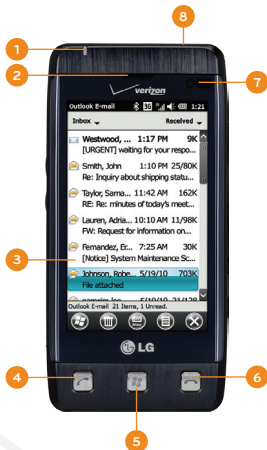 8
1
2
7
verizon
Outlook E-mail 3G 1:21
Inbox Received
Westwood, ... 1:17 PM 9K
[URGENT] waiting for your respo...
Smith, John 1:10 PM 25/80K
Re: Inquiry about shipping statu...
Taylor, Sama... 11:42 AM 162K
RE: Re: minutes of today's meet...
Lauren, Adria... 10:10 AM 11/98K
FW: Request for information on...
Fernandez, Er... 7:25 AM 30K
[Notice] System Maintenance Sc...
3
Johnson, Robe... 5/19/10 703K
File attached
5/19/10
Outlook E-mail 21 Items, 1 Unread.
LG
4
5
6